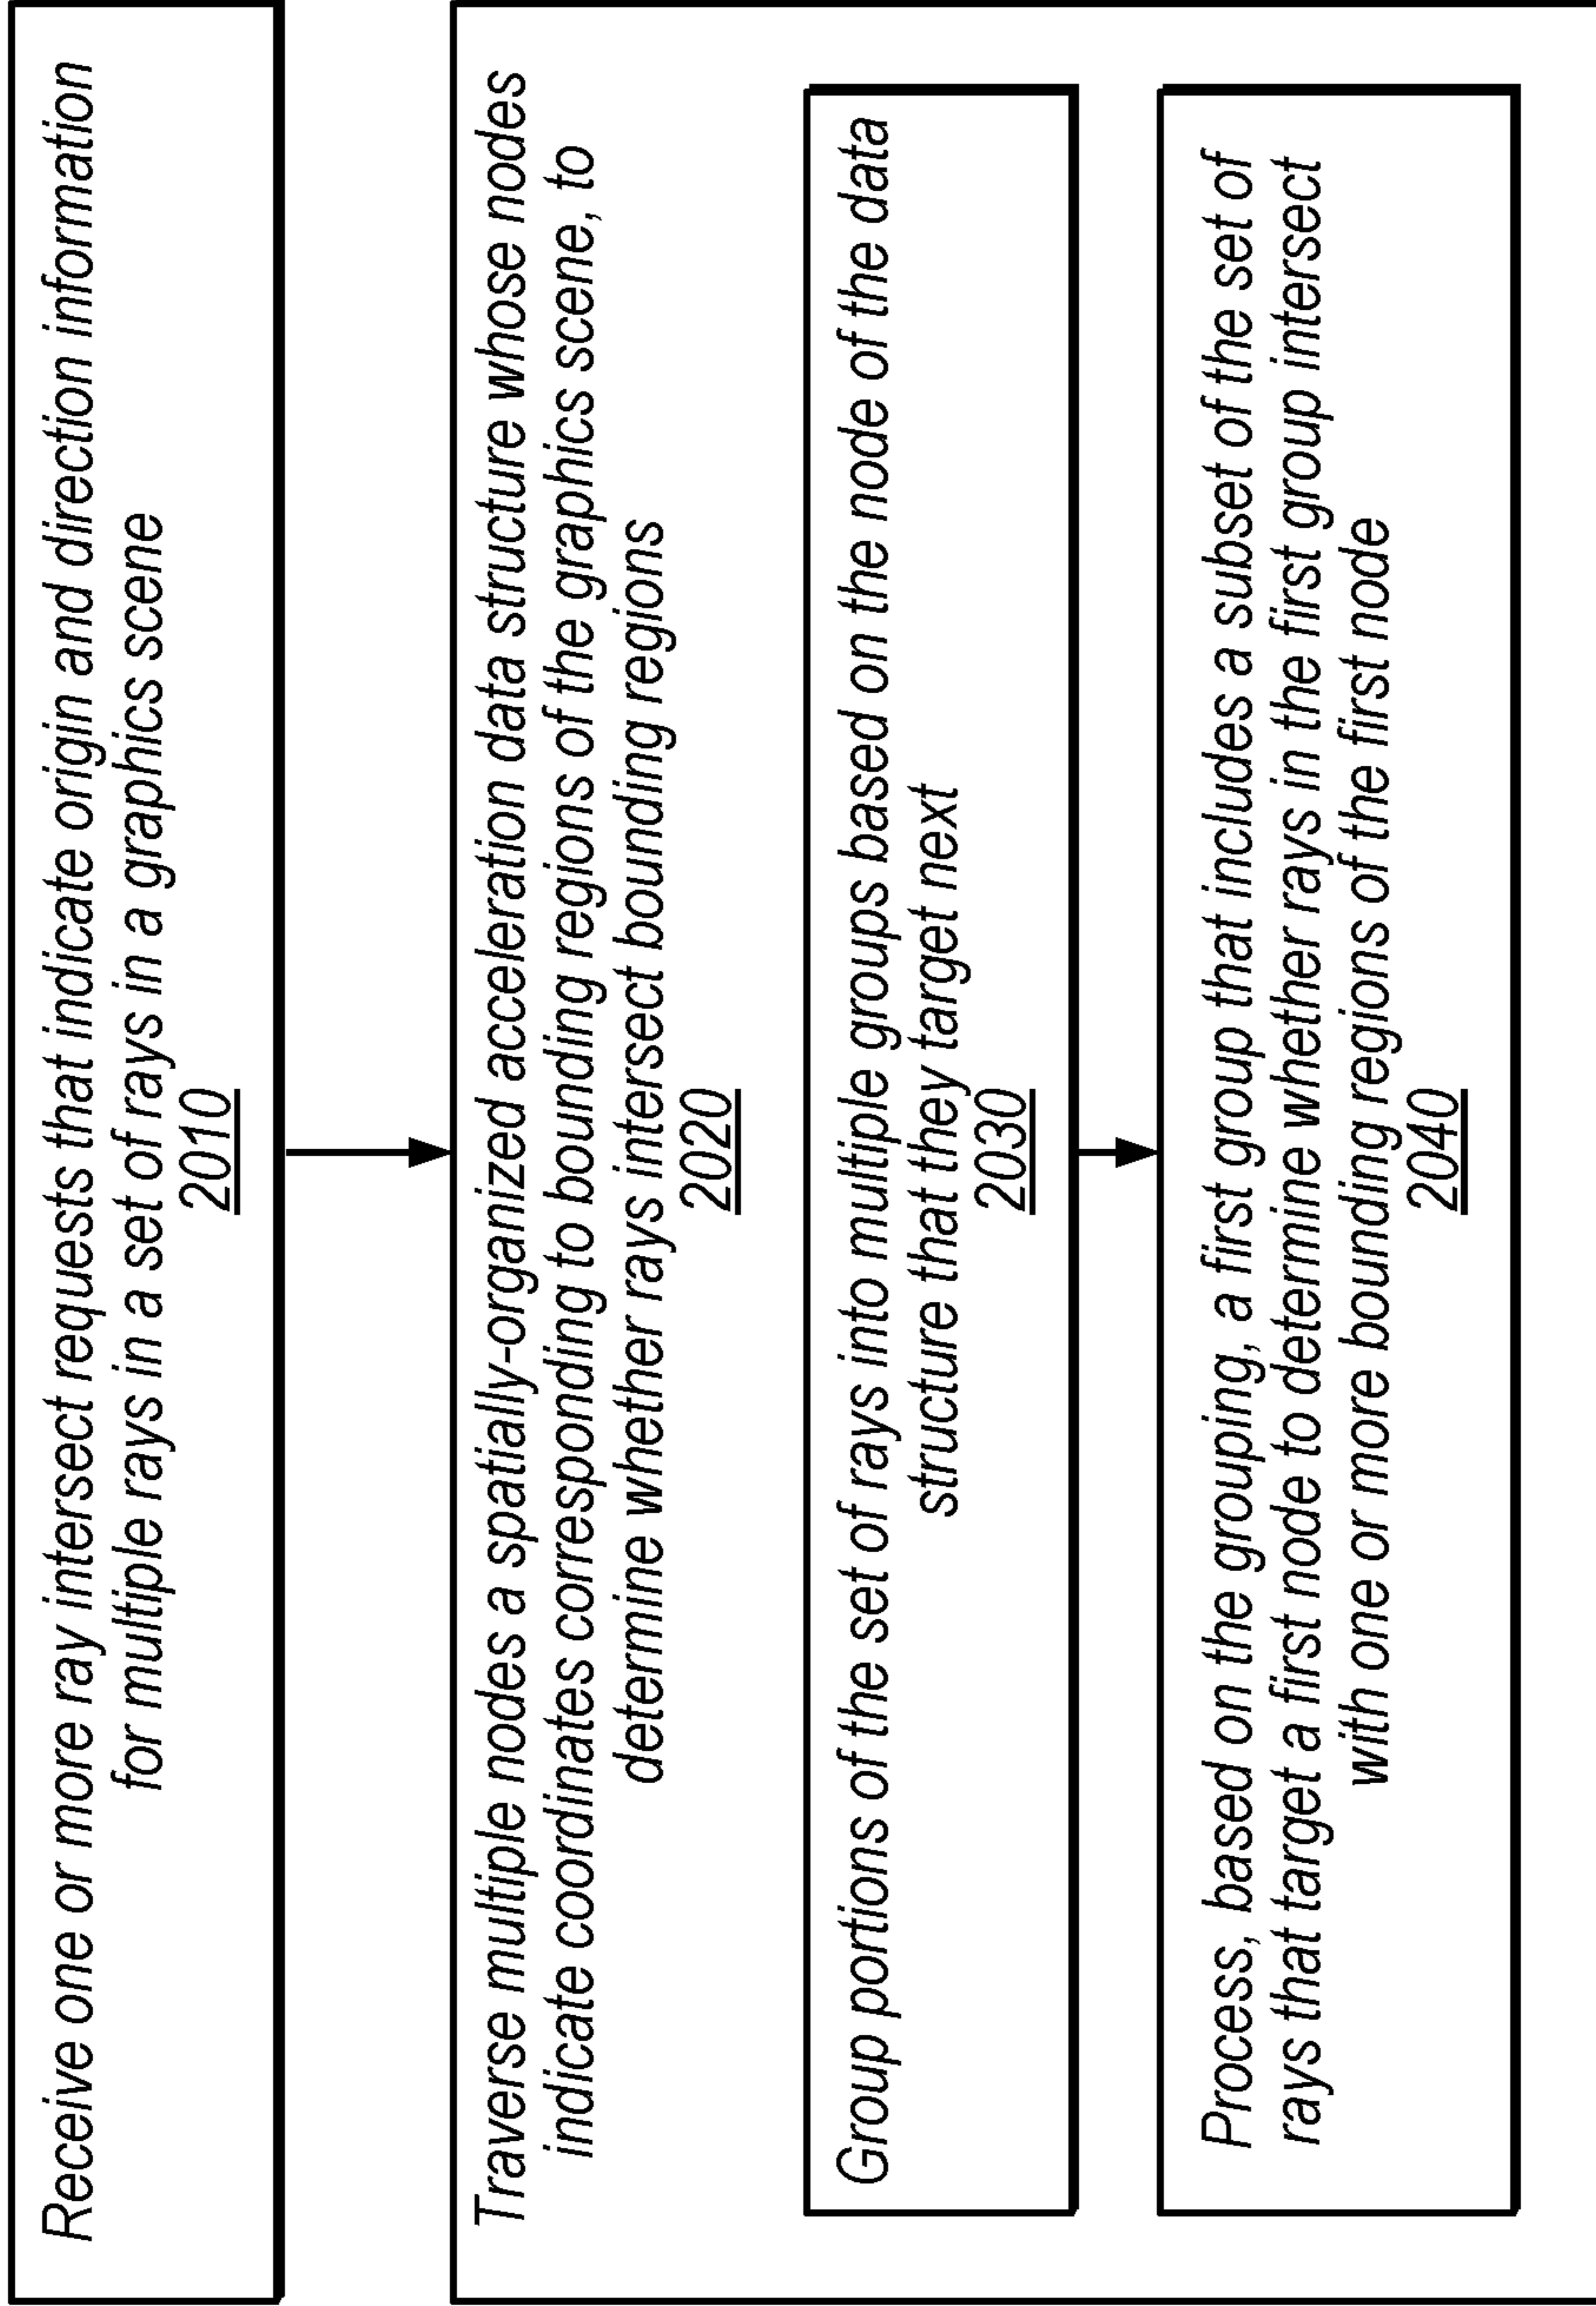 Receive one or more ray intersect requests that indicate origin and direction information
for multiple rays in a set of rays in a graphics scene
2010
Traverse multiple nodes a spatially-organized acceleration data structure whose nodes
indicate coordinates corresponding to bounding regions of the graphics scene, to
determine whether rays intersect bounding regions
2020
Group portions of the set of rays into multiple groups based on the node of the data
structure that they target next
2030
Process, based on the grouping, a first group that includes a subset of the set of
rays that target a first node to determine whether rays in the first group intersect
with one or more bounding regions of the first node
2040